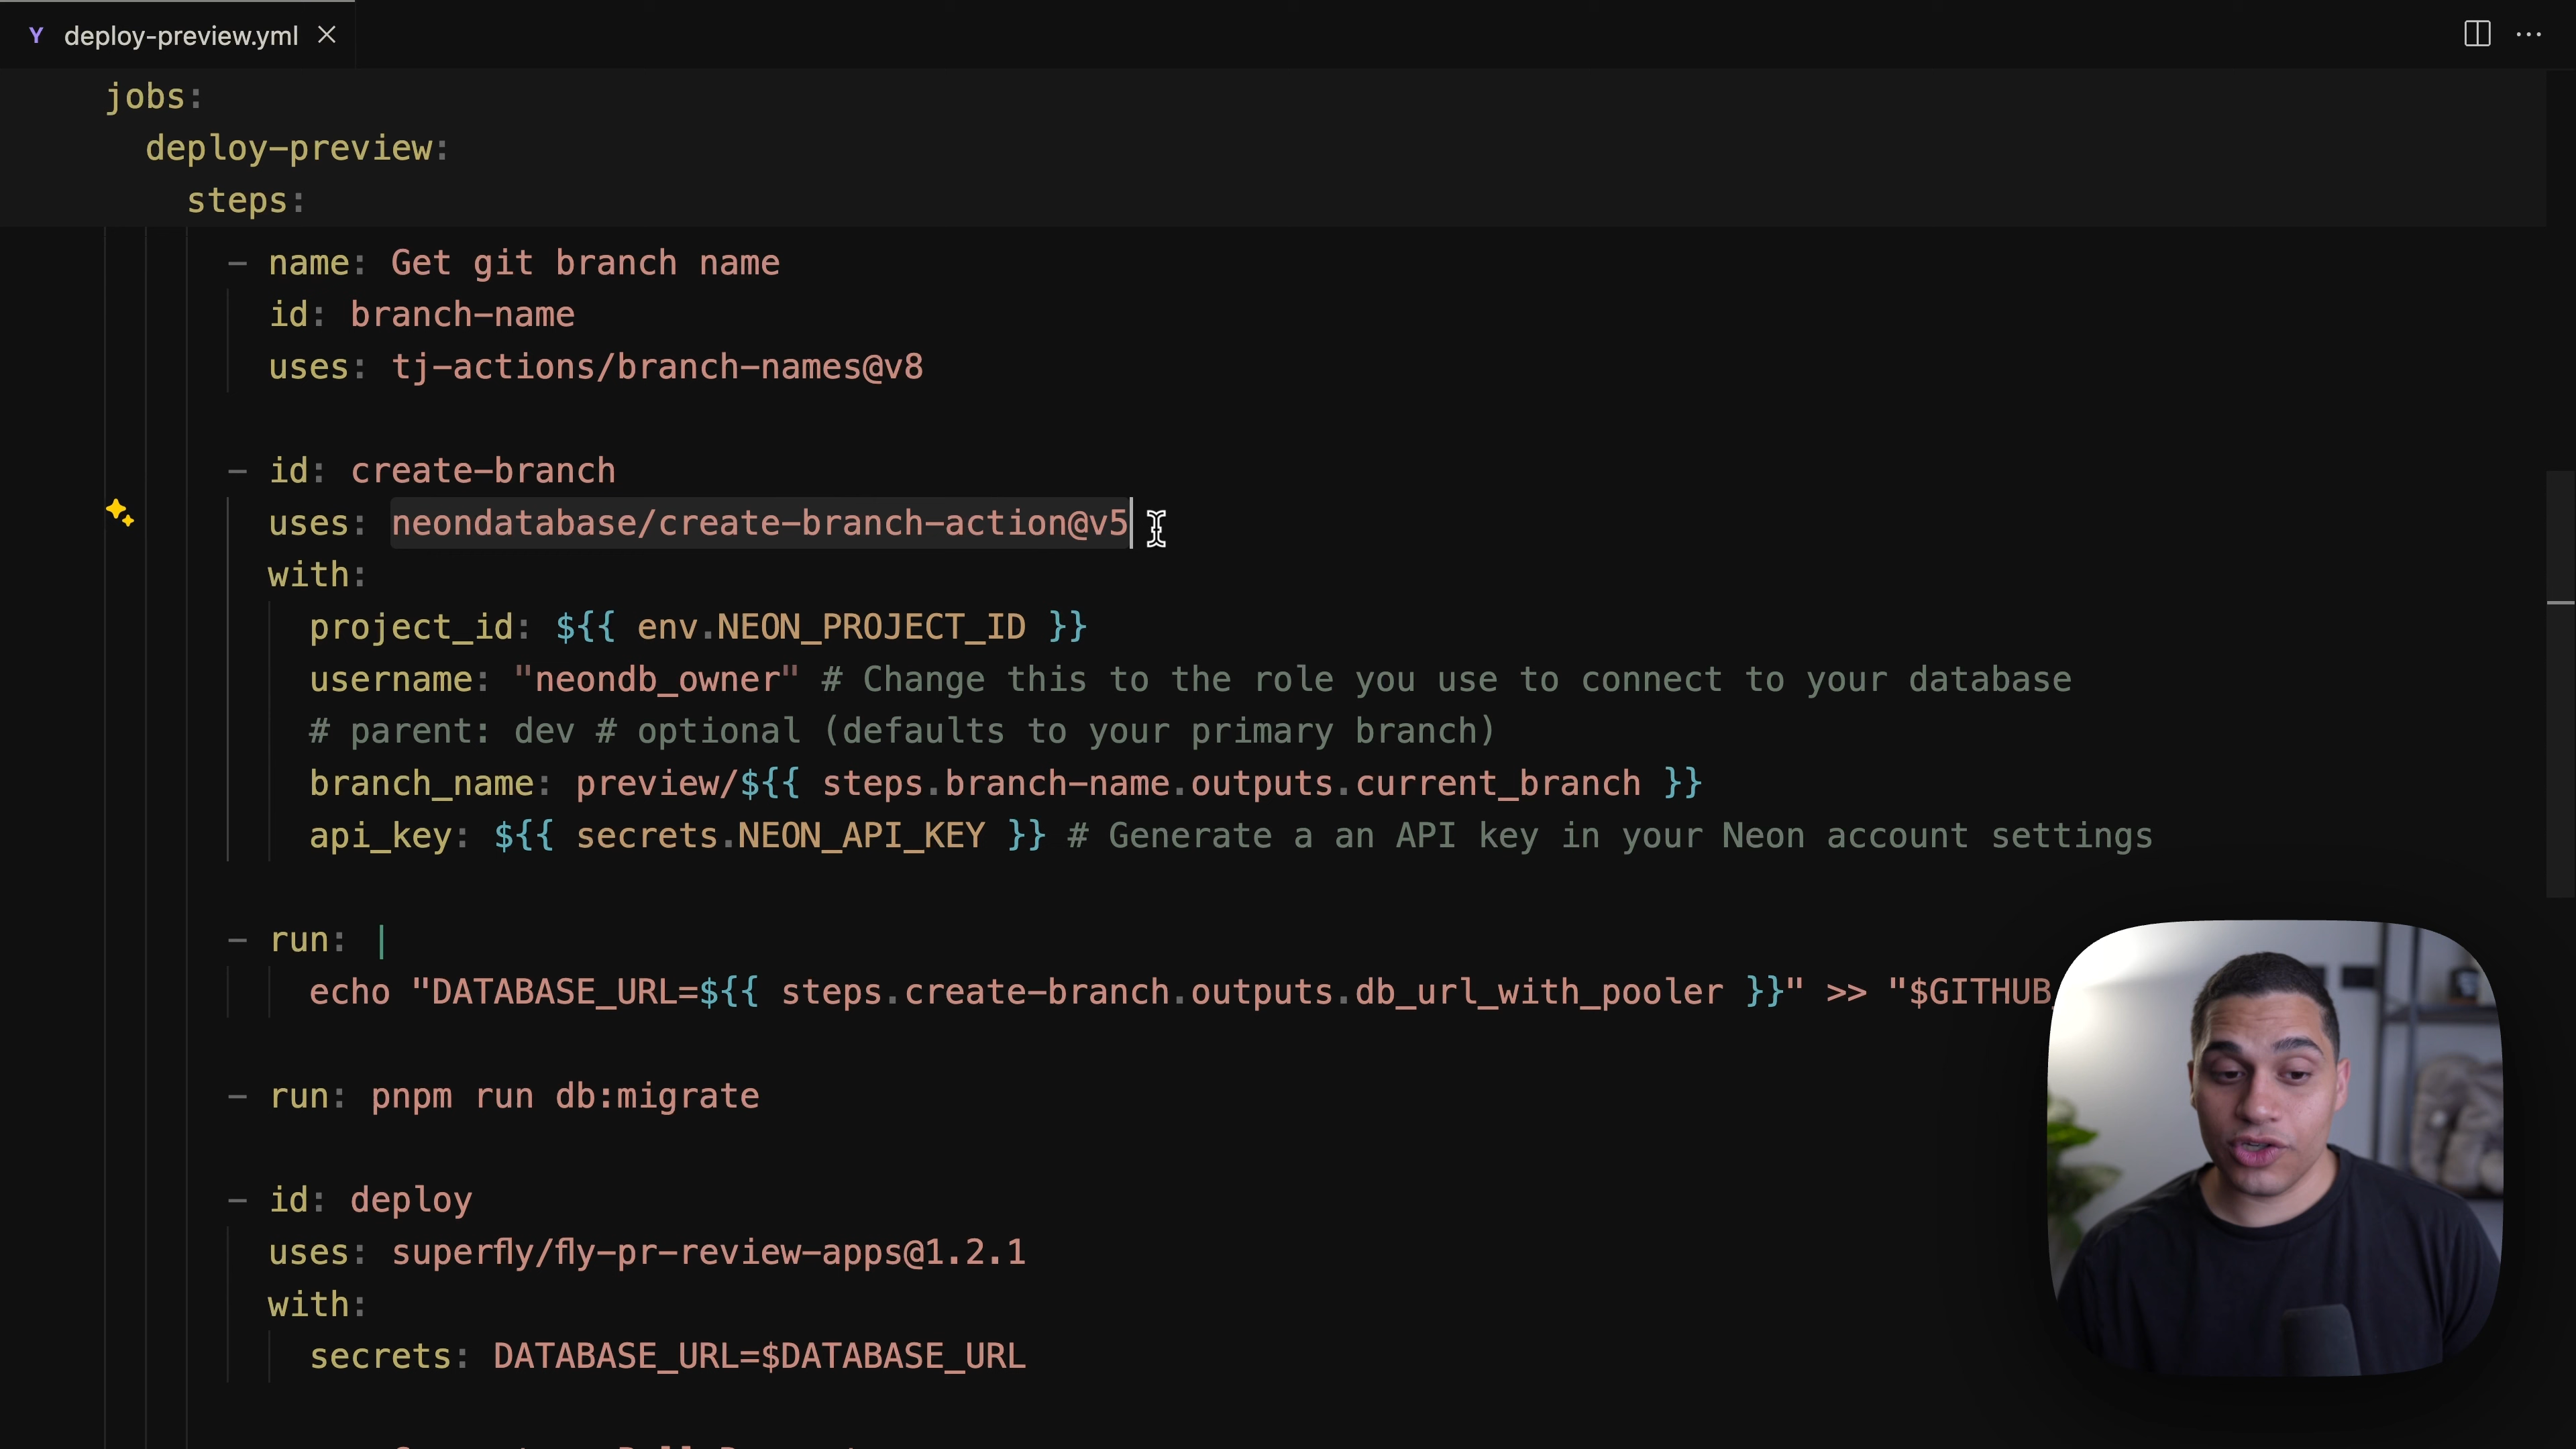 Y deploy-preview.yml
jobs:
deploy-preview:
steps:
- name: Get git branch name
id: branch-name
uses: tj-actions/branch-names@v8
- id: create-branch
uses: neondatabase/create-branch-action@v5
with:
project_id: ${{ env.NEON_PROJECT_ID }}
username: "neondb_owner" # Change this to the role you use to connect to your database
# parent: dev # optional (defaults to your primary branch)
branch_name: preview/${{ steps.branch-name.outputs.current_branch }}
api_key: ${{ secrets.NEON_API_KEY }} # Generate a an API key in your Neon account settings
- run: |
echo "DATABASE_URL=${{ steps.create-branch.outputs.db_url_with_pooler }}" >> "$GITHUB
- run: pnpm run db:migrate
- id: deploy
uses: superfly/fly-pr-review-apps@1.2.1
with:
secrets: DATABASE_URL=$DATABASE_URL